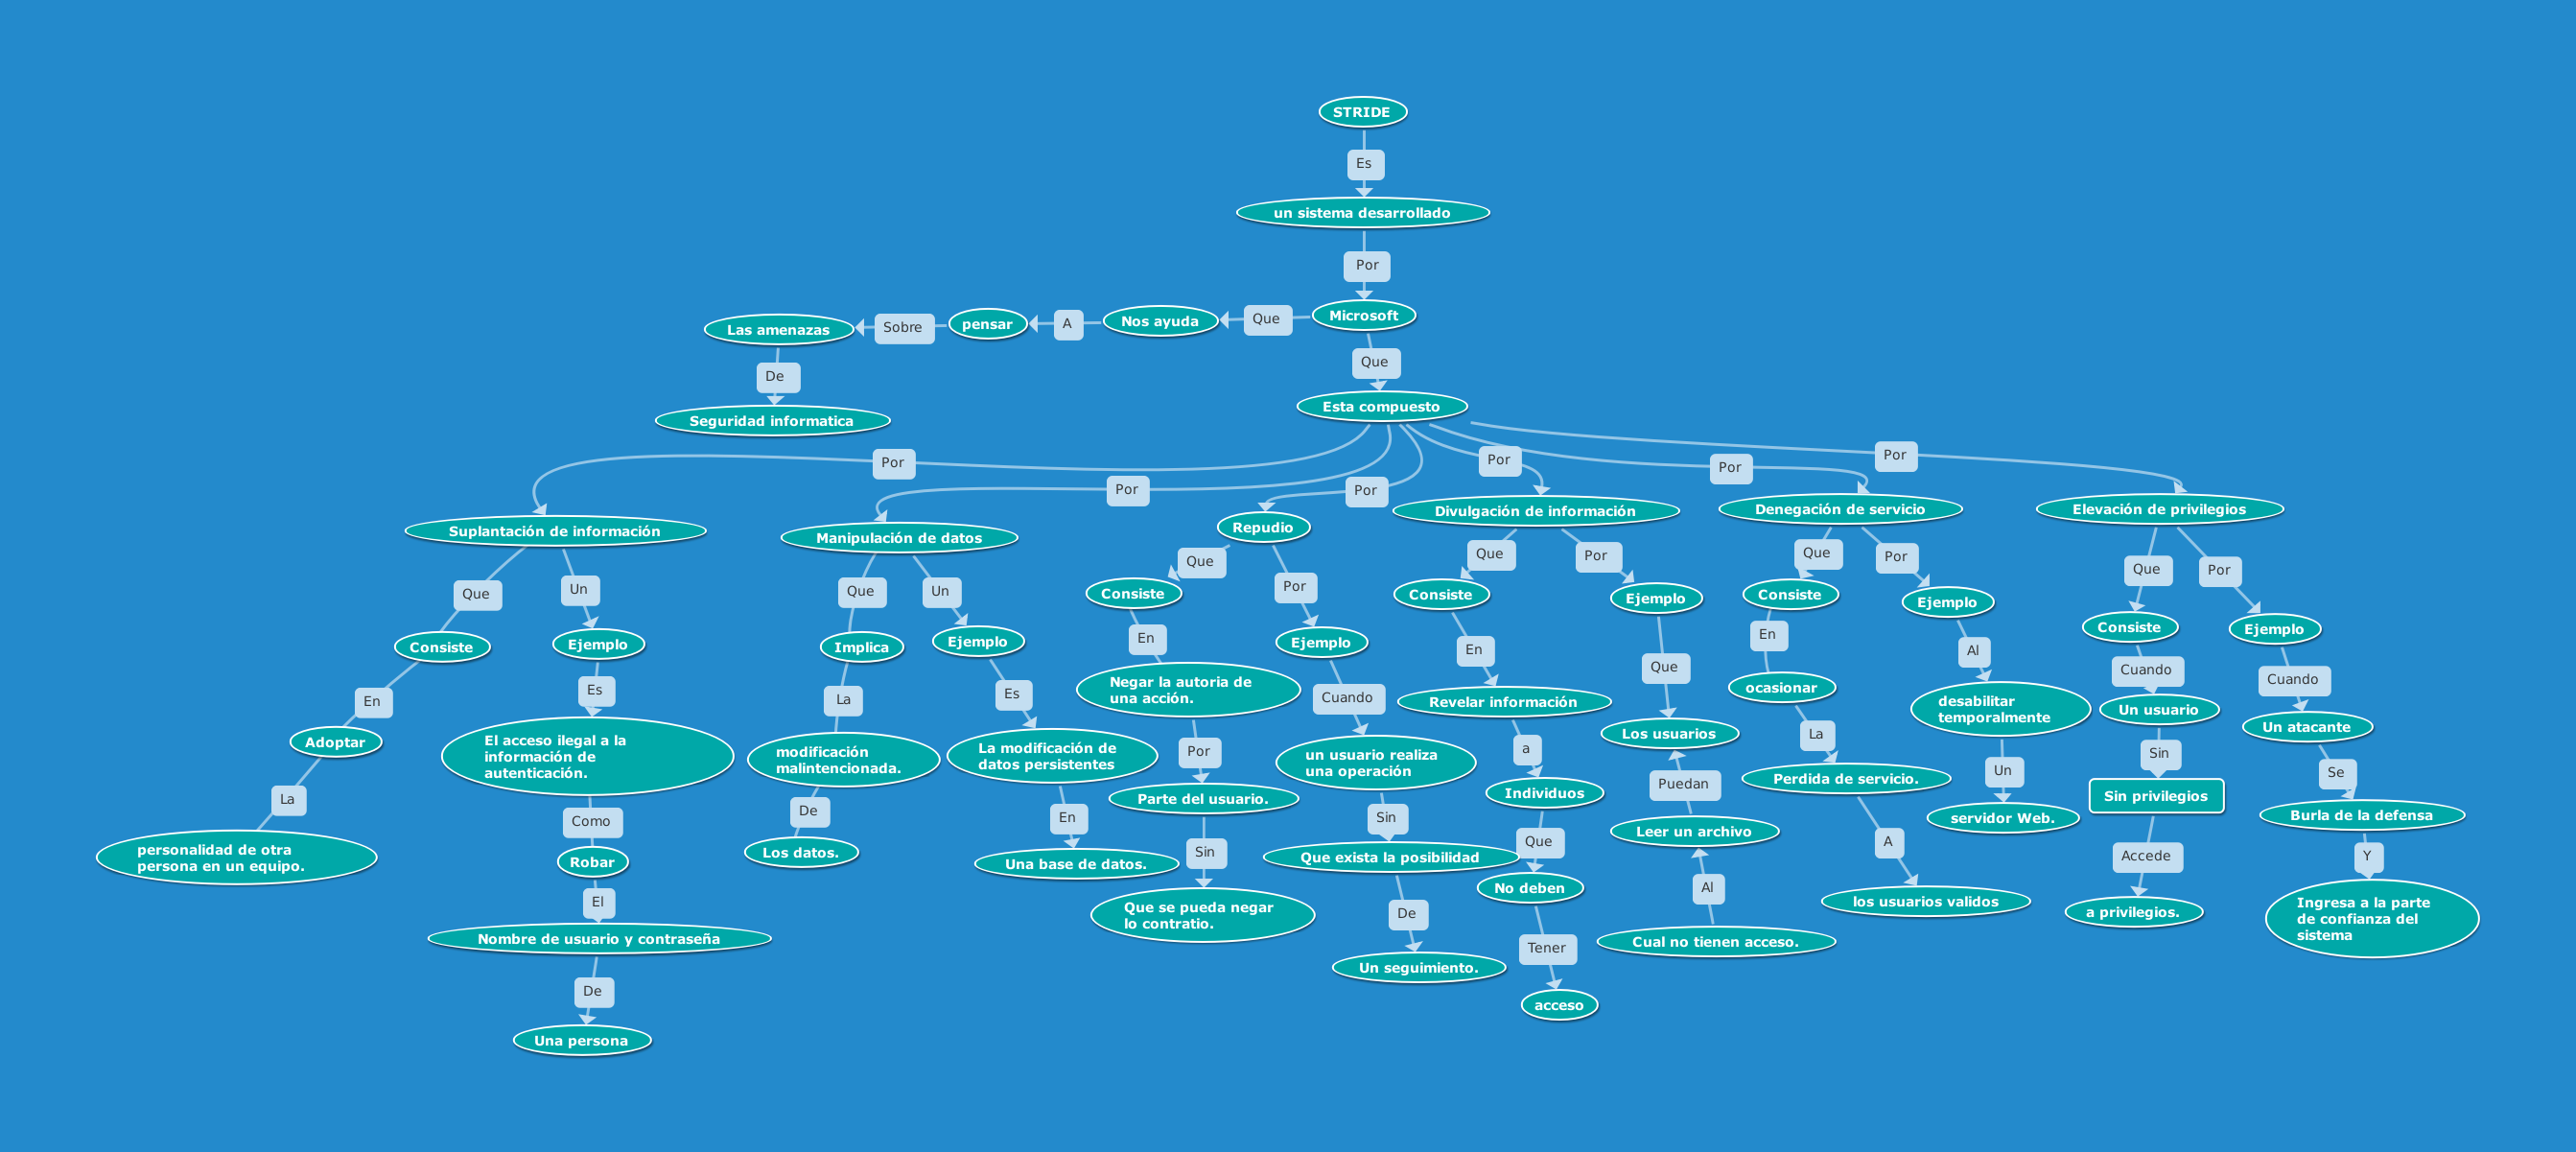 STRIDE
Es
un sistema desarrollado
Por
Microsoft
Que
Nos ayuda
A
pensar
Sobre
Las amenazas
De
Seguridad informatica
Que
Esta compuesto
Por
Suplantación de información
Que
Consiste
En
Adoptar
La
personalidad de otra
persona en un equipo.
Un
Ejemplo
Es
El acceso ilegal a la
información de
autenticación.
Como
Robar
El
Nombre de usuario y contraseña
De
Una persona
Por
Manipulación de datos
Que
Implica
La
modificación
malintencionada.
De
Los datos.
Un
Ejemplo
Es
La modificación de
datos persistentes
En
Una base de datos.
Por
Repudio
Que
Consiste
En
Negar la autoria de
una acción.
Por
Parte del usuario.
Sin
Que se pueda negar
lo contratio.
Por
Ejemplo
Cuando
un usuario realiza
una operación
Sin
Que exista la posibilidad
De
Un seguimiento.
Por
Divulgación de información
Que
Consiste
En
Revelar información
a
Individuos
Que
No deben
Tener
acceso
Por
Ejemplo
Que
Los usuarios
Puedan
Leer un archivo
Al
Cual no tienen acceso.
Por
Denegación de servicio
Que
Consiste
En
ocasionar
La
Perdida de servicio.
A
los usuarios validos
Por
Ejemplo
Al
desabilitar
temporalmente
Un
servidor Web.
Por
Elevación de privilegios
Que
Consiste
Cuando
Un usuario
Sin
Sin privilegios
Accede
a privilegios.
Por
Ejemplo
Cuando
Un atacante
Se
Burla de la defensa
Y
Ingresa a la parte
de confianza del
sistema